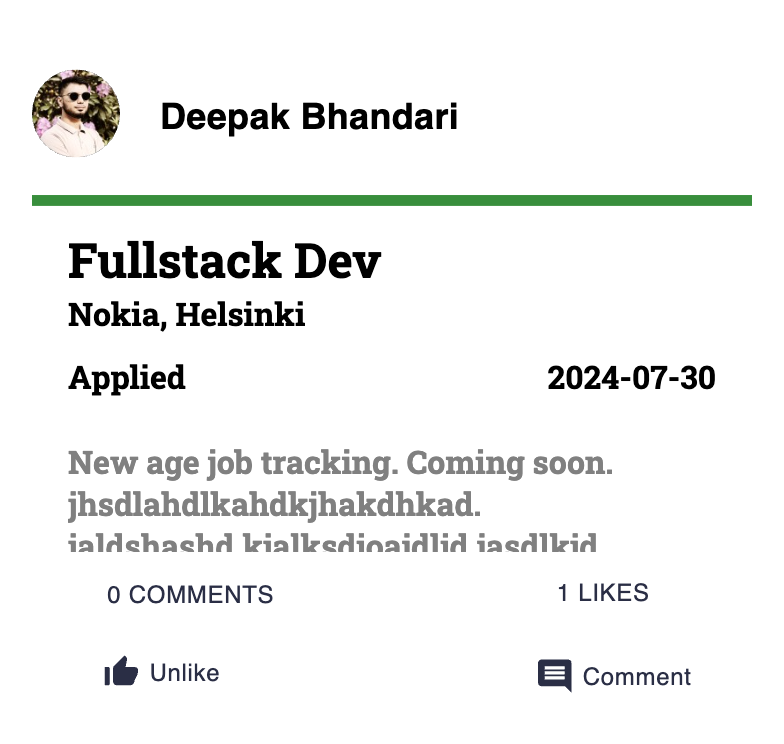 Deepak Bhandari
Fullstack Dev
Nokia, Helsinki
Applied 2024-07-30
New age job tracking. Coming soon.
jhsdlahdlkahdkjhakdhkad.
0 COMMENTS 1 LIKES
Unlike Comment